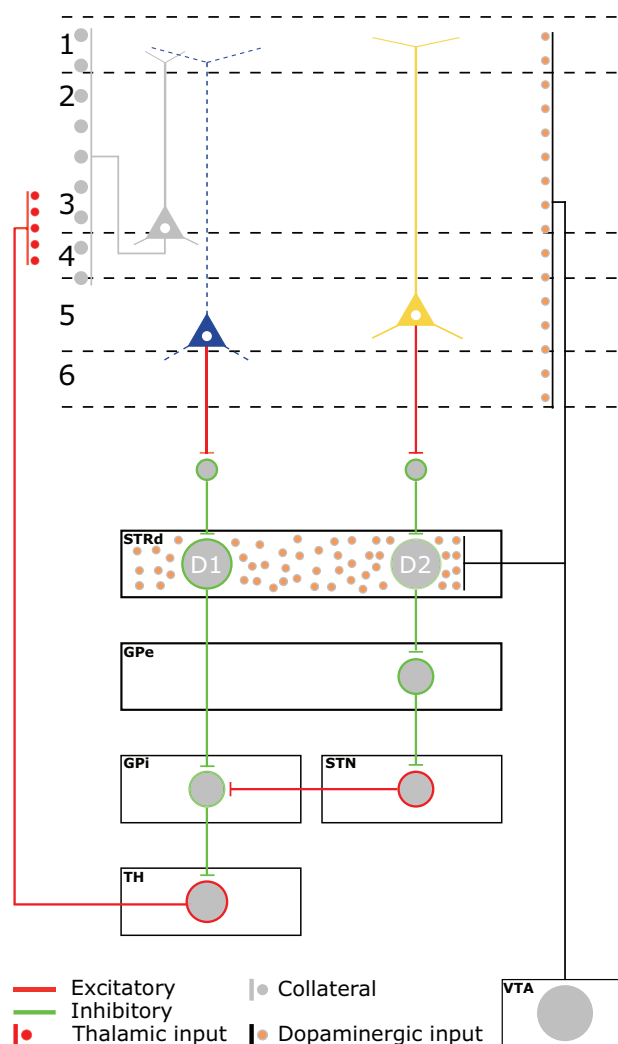 1
2
3
4
5
6
STRd
D1
D2
GPe
GPi
STN
TH
VTA
Excitatory
Inhibitory
Thalamic input
Collateral
Dopaminergic input